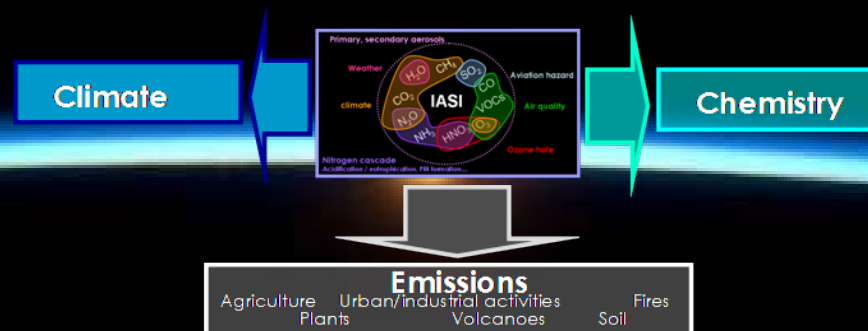 Primary, secondary aerosols...
Weather
H₂O
CH₄
SO₂
Aviation hazard
climate
CO₂
IASI
CO
VOCs
Air quality
N₂O
NH₃
HNO₃
O₃
Ozone hole
Nitrogen cascade
Acidification / eutrophication, PM formation...
Climate
Chemistry
Emissions
Agriculture Urban/industrial activities Fires
Plants Volcanoes Soil